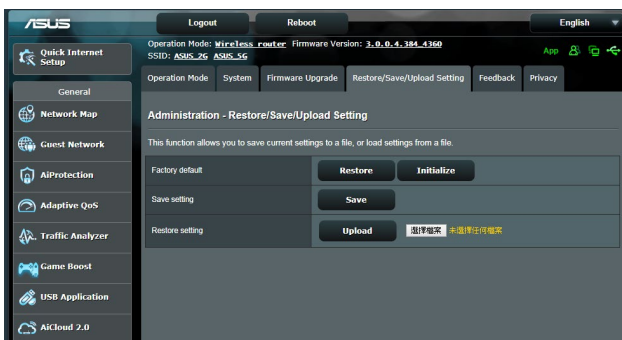 ASUS
Logout
Reboot
English
Operation Mode: Wireless router Firmware Version: 3.0.0.4.384_4360
SSID: ASUS_2G ASUS_5G
App
Quick Internet
Setup
Operation Mode
System
Firmware Upgrade
Restore/Save/Upload Setting
Feedback
Privacy
General
Network Map
Guest Network
AiProtection
Adaptive QoS
Traffic Analyzer
Game Boost
USB Application
AiCloud 2.0
Administration - Restore/Save/Upload Setting
This function allows you to save current settings to a file, or load settings from a file.
Factory default
Restore
Initialize
Save setting
Save
Restore setting
Upload
選擇檔案 未選擇任何檔案